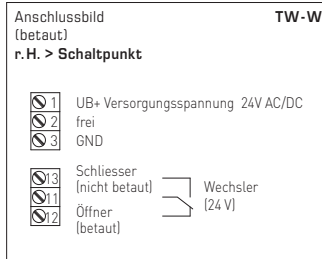 Anschlussbild TW-W
(betaut)
r.H. > Schaltpunkt
1 UB+ Versorgungsspannung 24V AC/DC
2 frei
3 GND
13 Schliesser
(nicht betaut)
11
12 Öffner
(betaut)
Wechsler
(24 V)